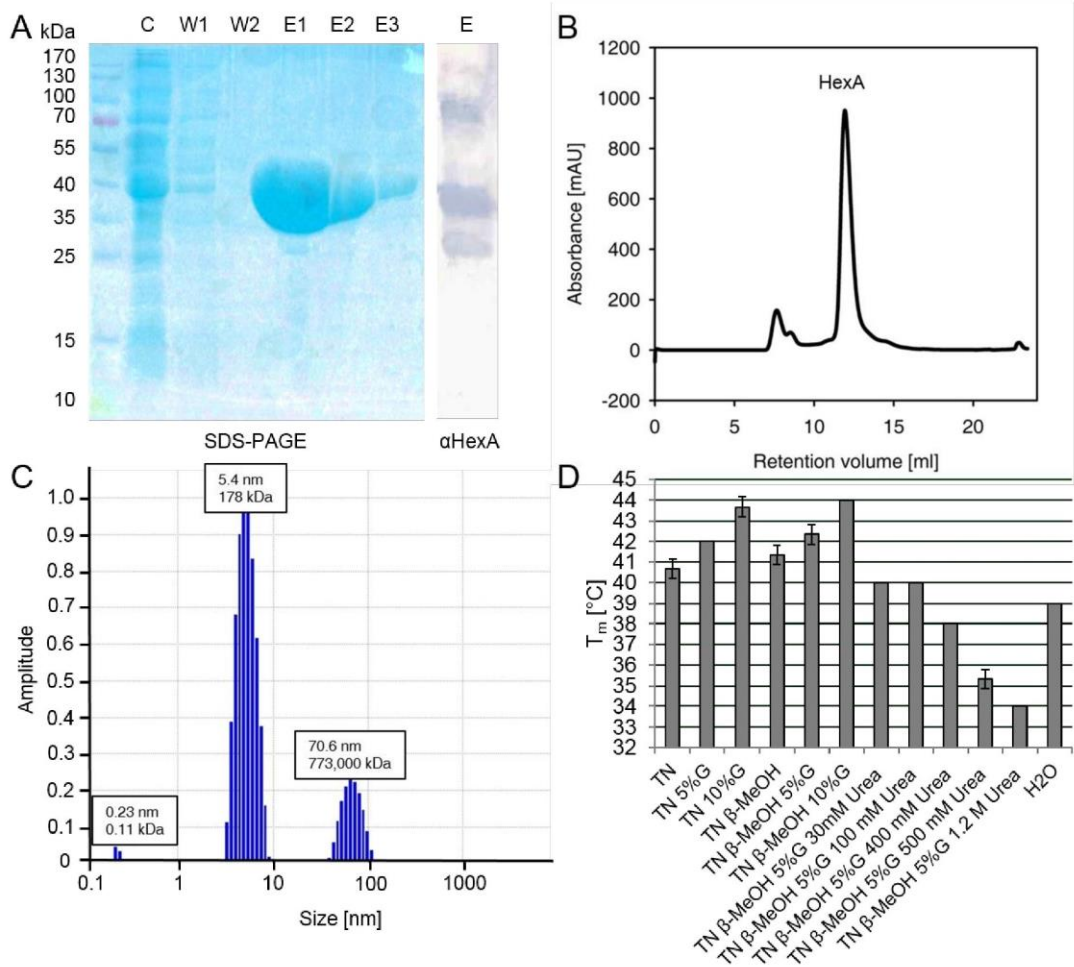 A kDa C W1 W2 E1 E2 E3 E
170
130
100
70
55
40
35
25
15
10
SDS-PAGE αHexA
B
1200
1000
800
600
400
200
0
-200
Absorbance [mAU]
HexA
0 5 10 15 20
Retention volume [ml]
C
1.0
0.9
0.8
0.7
0.6
0.5
0.4
0.3
0.2
0.1
0
Amplitude
5.4 nm
178 kDa
70.6 nm
773,000 kDa
0.23 nm
0.11 kDa
0.1 1 10 100 1000
Size [nm]
D
45
44
43
42
41
40
39
38
37
36
35
34
33
32
Tm [°C]
TN
TN 5%G
TN 10%G
TN β-MeOH
TN β-MeOH 5%G
TN β-MeOH 10%G
TN β-MeOH 5%G 30mM Urea
TN β-MeOH 5%G 100 mM Urea
TN β-MeOH 5%G 400 mM Urea
TN β-MeOH 5%G 500 mM Urea
TN β-MeOH 5%G 1.2 M Urea
H2O